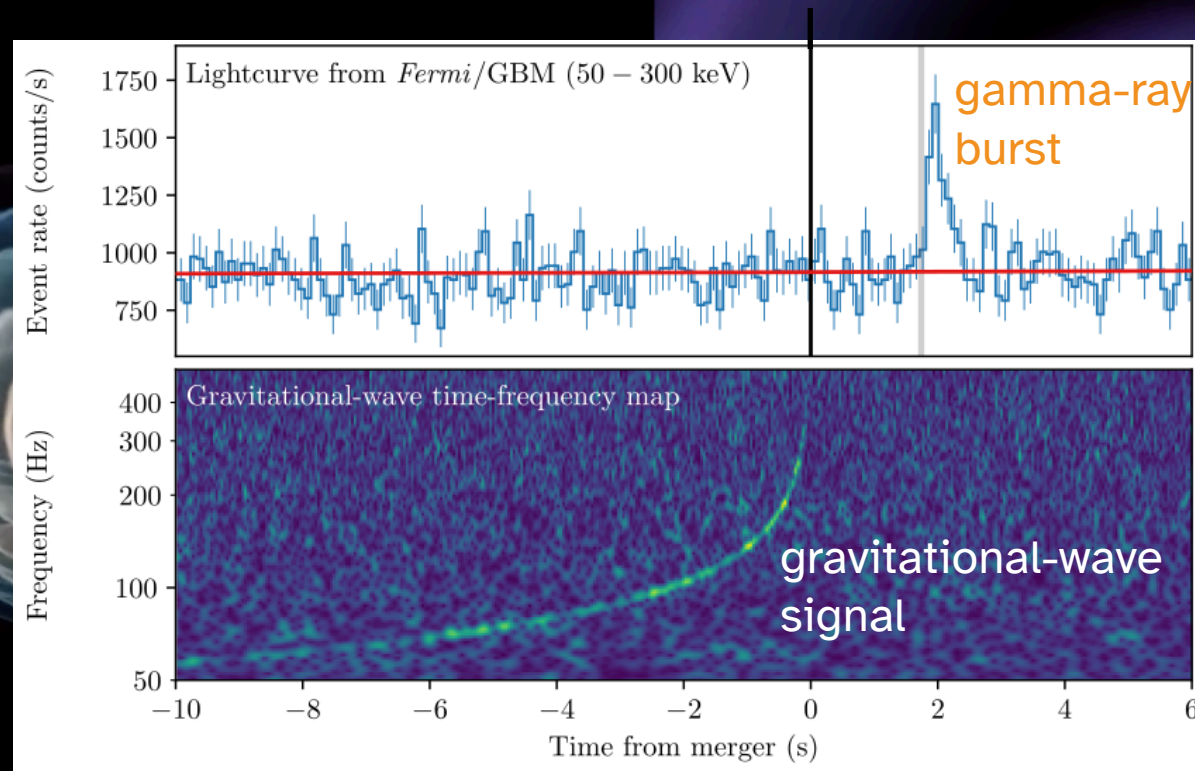 Lightcurve from Fermi/GBM (50 – 300 keV)
gamma-ray
burst
Event rate (counts/s)
1750
1500
1250
1000
750
Gravitational-wave time-frequency map
gravitational-wave
signal
Frequency (Hz)
400
300
200
100
50
−10
−8
−6
−4
−2
0
2
4
6
Time from merger (s)